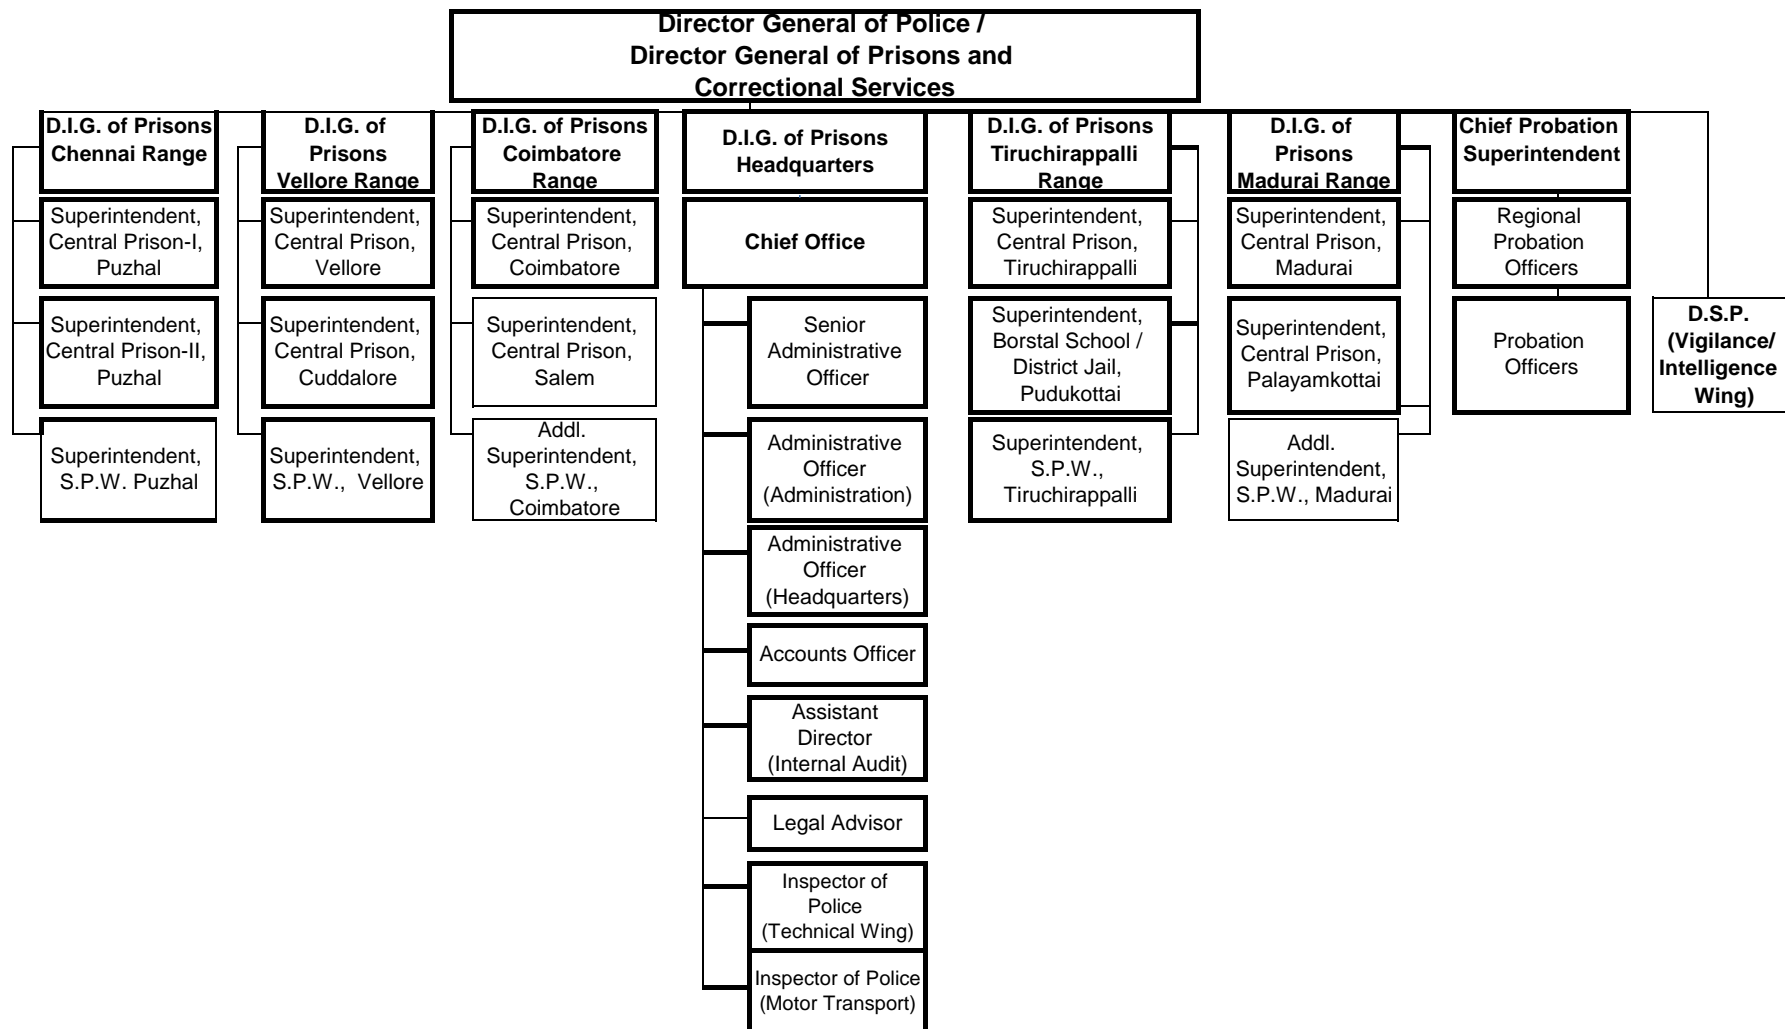 Director General of Police /
Director General of Prisons and
Correctional Services
D.I.G. of Prisons
Chennai Range
Superintendent,
Central Prison-I,
Puzhal
Superintendent,
Central Prison-II,
Puzhal
Superintendent,
S.P.W. Puzhal
D.I.G. of
Prisons
Vellore Range
Superintendent,
Central Prison,
Vellore
Superintendent,
Central Prison,
Cuddalore
Superintendent,
S.P.W., Vellore
D.I.G. of Prisons
Coimbatore
Range
Superintendent,
Central Prison,
Coimbatore
Superintendent,
Central Prison,
Salem
Addl.
Superintendent,
S.P.W.,
Coimbatore
D.I.G. of Prisons
Headquarters
Chief Office
Senior
Administrative
Officer
Administrative
Officer
(Administration)
Administrative
Officer
(Headquarters)
Accounts Officer
Assistant
Director
(Internal Audit)
Legal Advisor
Inspector of
Police
(Technical Wing)
Inspector of Police
(Motor Transport)
D.I.G. of Prisons
Tiruchirappalli
Range
Superintendent,
Central Prison,
Tiruchirappalli
Superintendent,
Borstal School /
District Jail,
Pudukottai
Superintendent,
S.P.W.,
Tiruchirappalli
D.I.G. of
Prisons
Madurai Range
Superintendent,
Central Prison,
Madurai
Superintendent,
Central Prison,
Palayamkottai
Addl.
Superintendent,
S.P.W., Madurai
Chief Probation
Superintendent
Regional
Probation
Officers
Probation
Officers
D.S.P.
(Vigilance/
Intelligence
Wing)